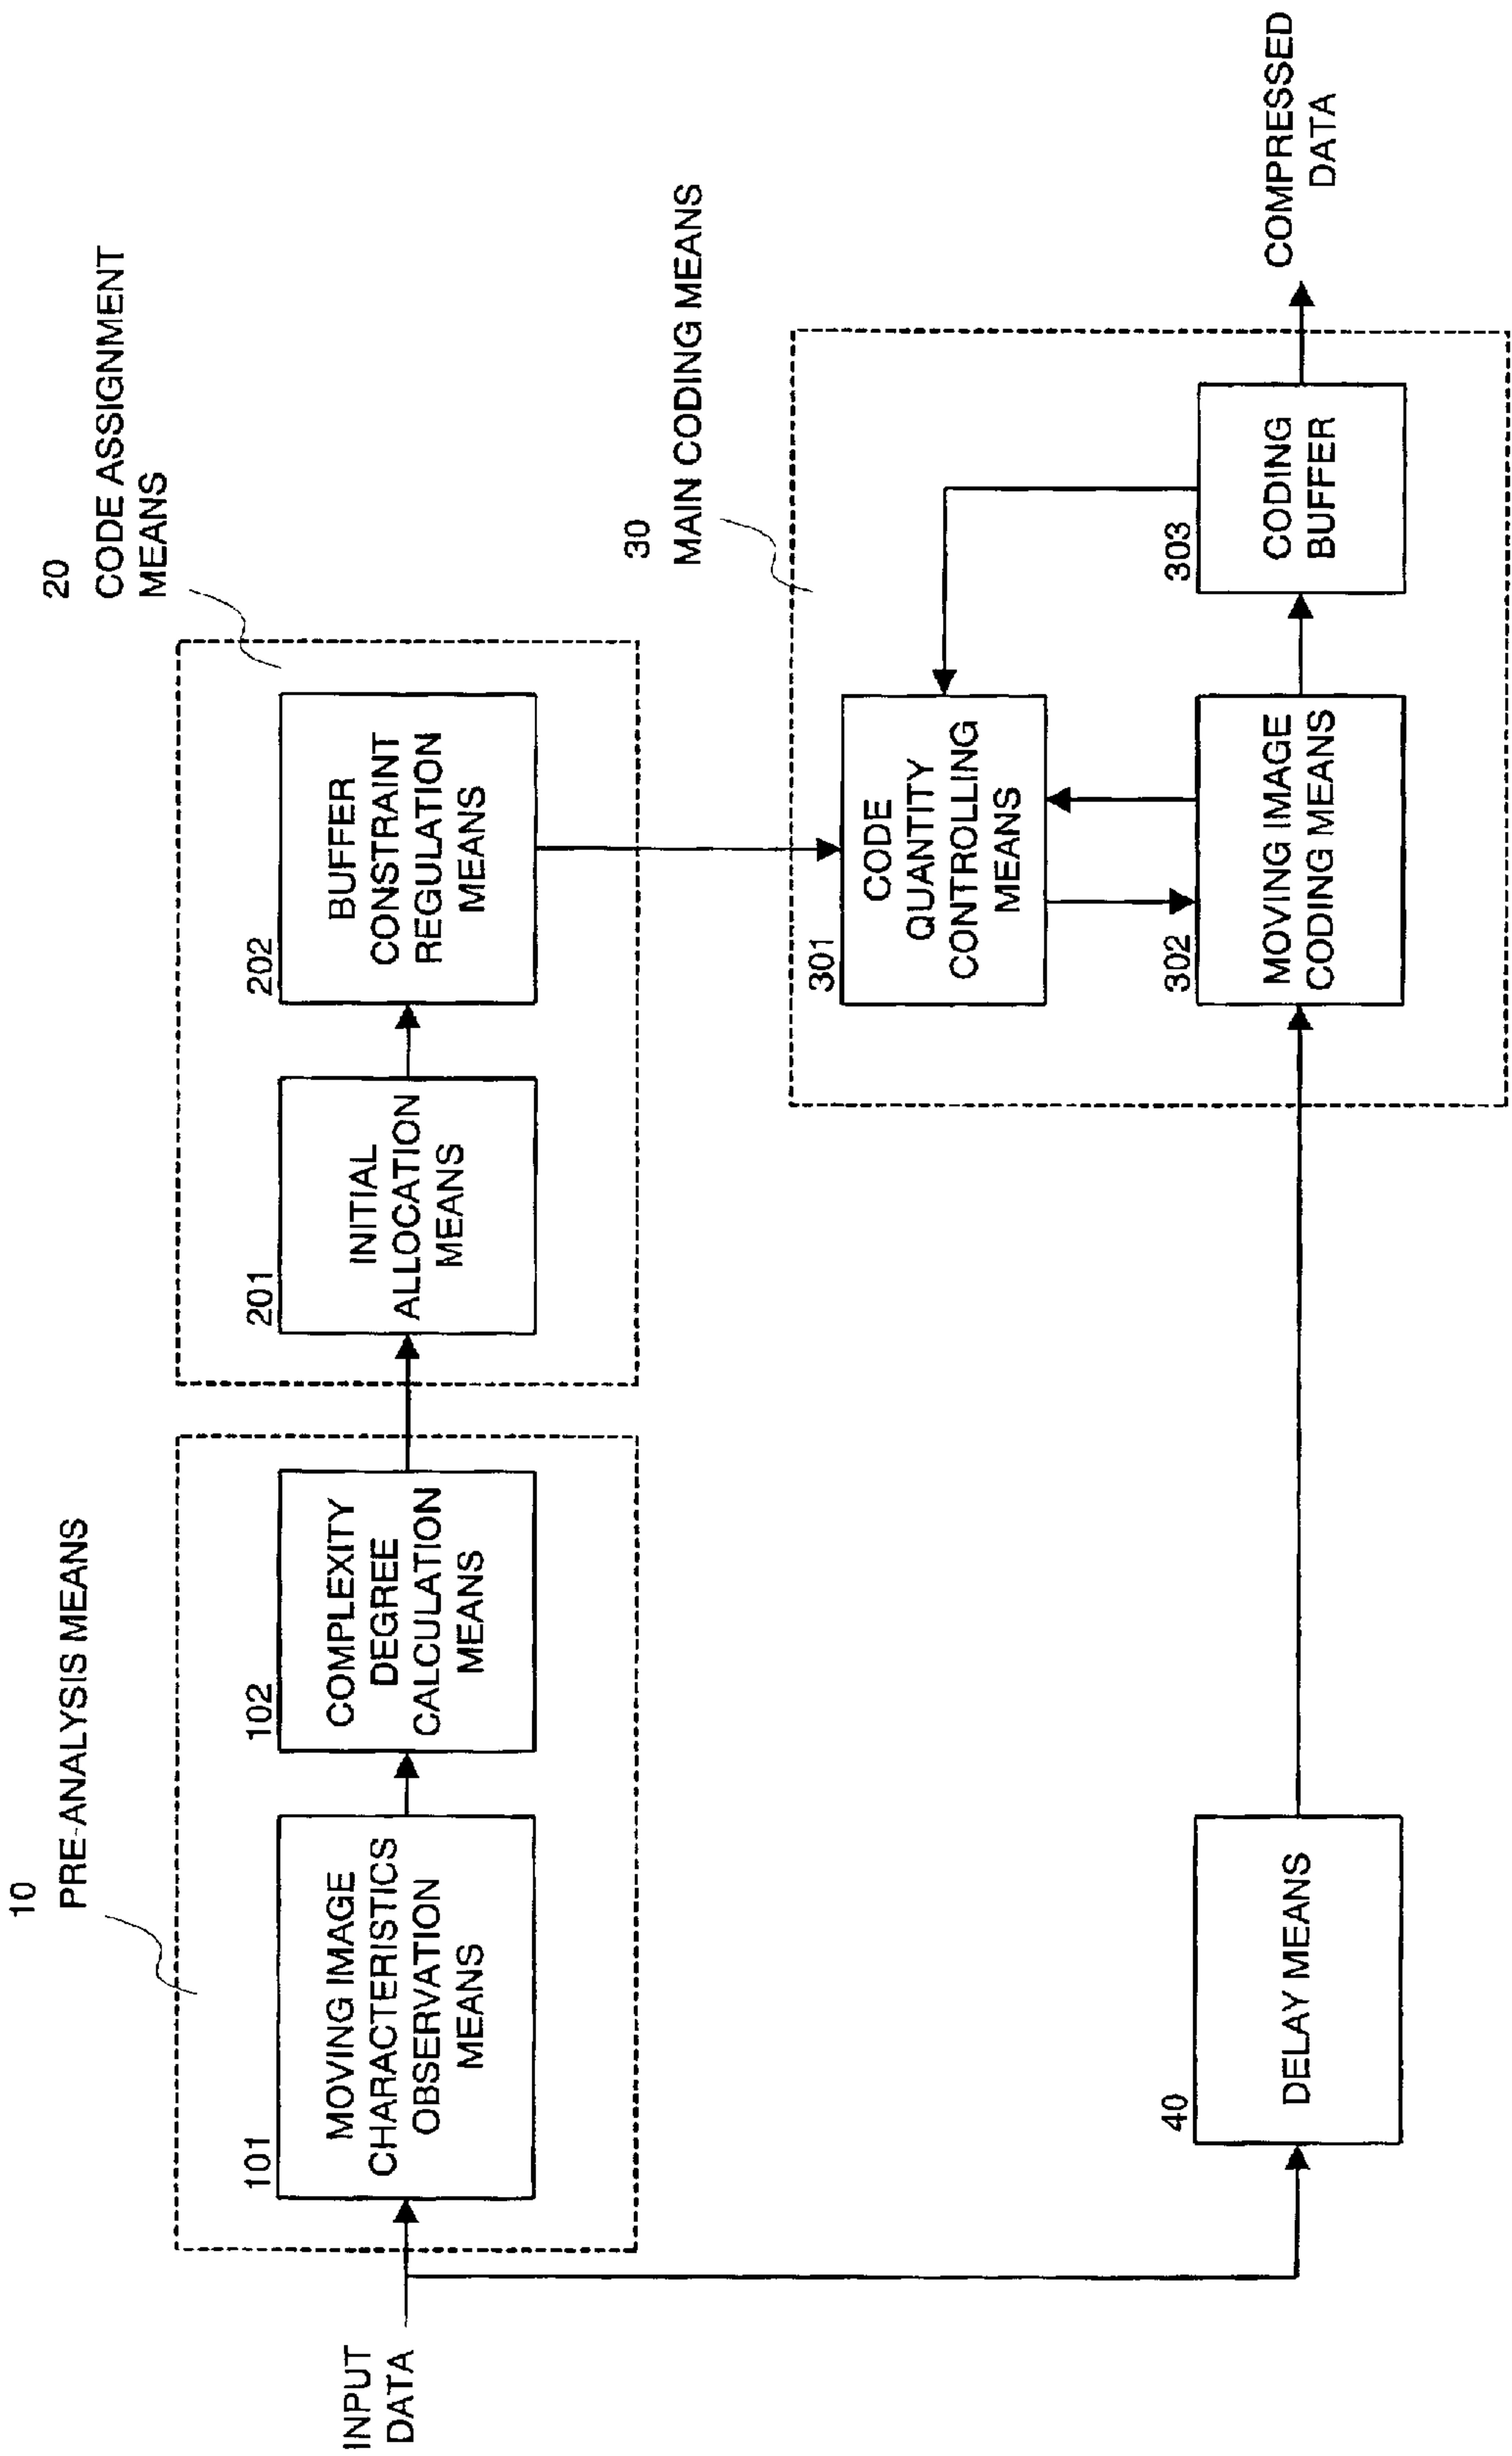 10
PRE-ANALYSIS MEANS
20
CODE ASSIGNMENT
MEANS
INPUT
DATA
101
MOVING IMAGE
CHARACTERISTICS
OBSERVATION
MEANS
102
COMPLEXITY
DEGREE
CALCULATION
MEANS
201
INITIAL
ALLOCATION
MEANS
202
BUFFER
CONSTRAINT
REGULATION
MEANS
30
MAIN CODING MEANS
301
CODE
QUANTITY
CONTROLLING
MEANS
40
DELAY MEANS
302
MOVING IMAGE
CODING MEANS
303
CODING
BUFFER
COMPRESSED
DATA